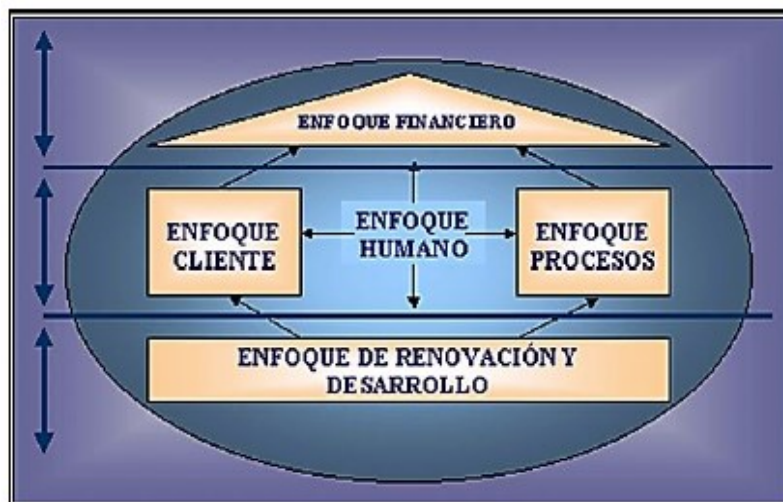 ENFOQUE FINANCIERO
ENFOQUE
CLIENTE
ENFOQUE
HUMANO
ENFOQUE
PROCESOS
ENFOQUE DE RENOVACIÓN Y
DESARROLLO